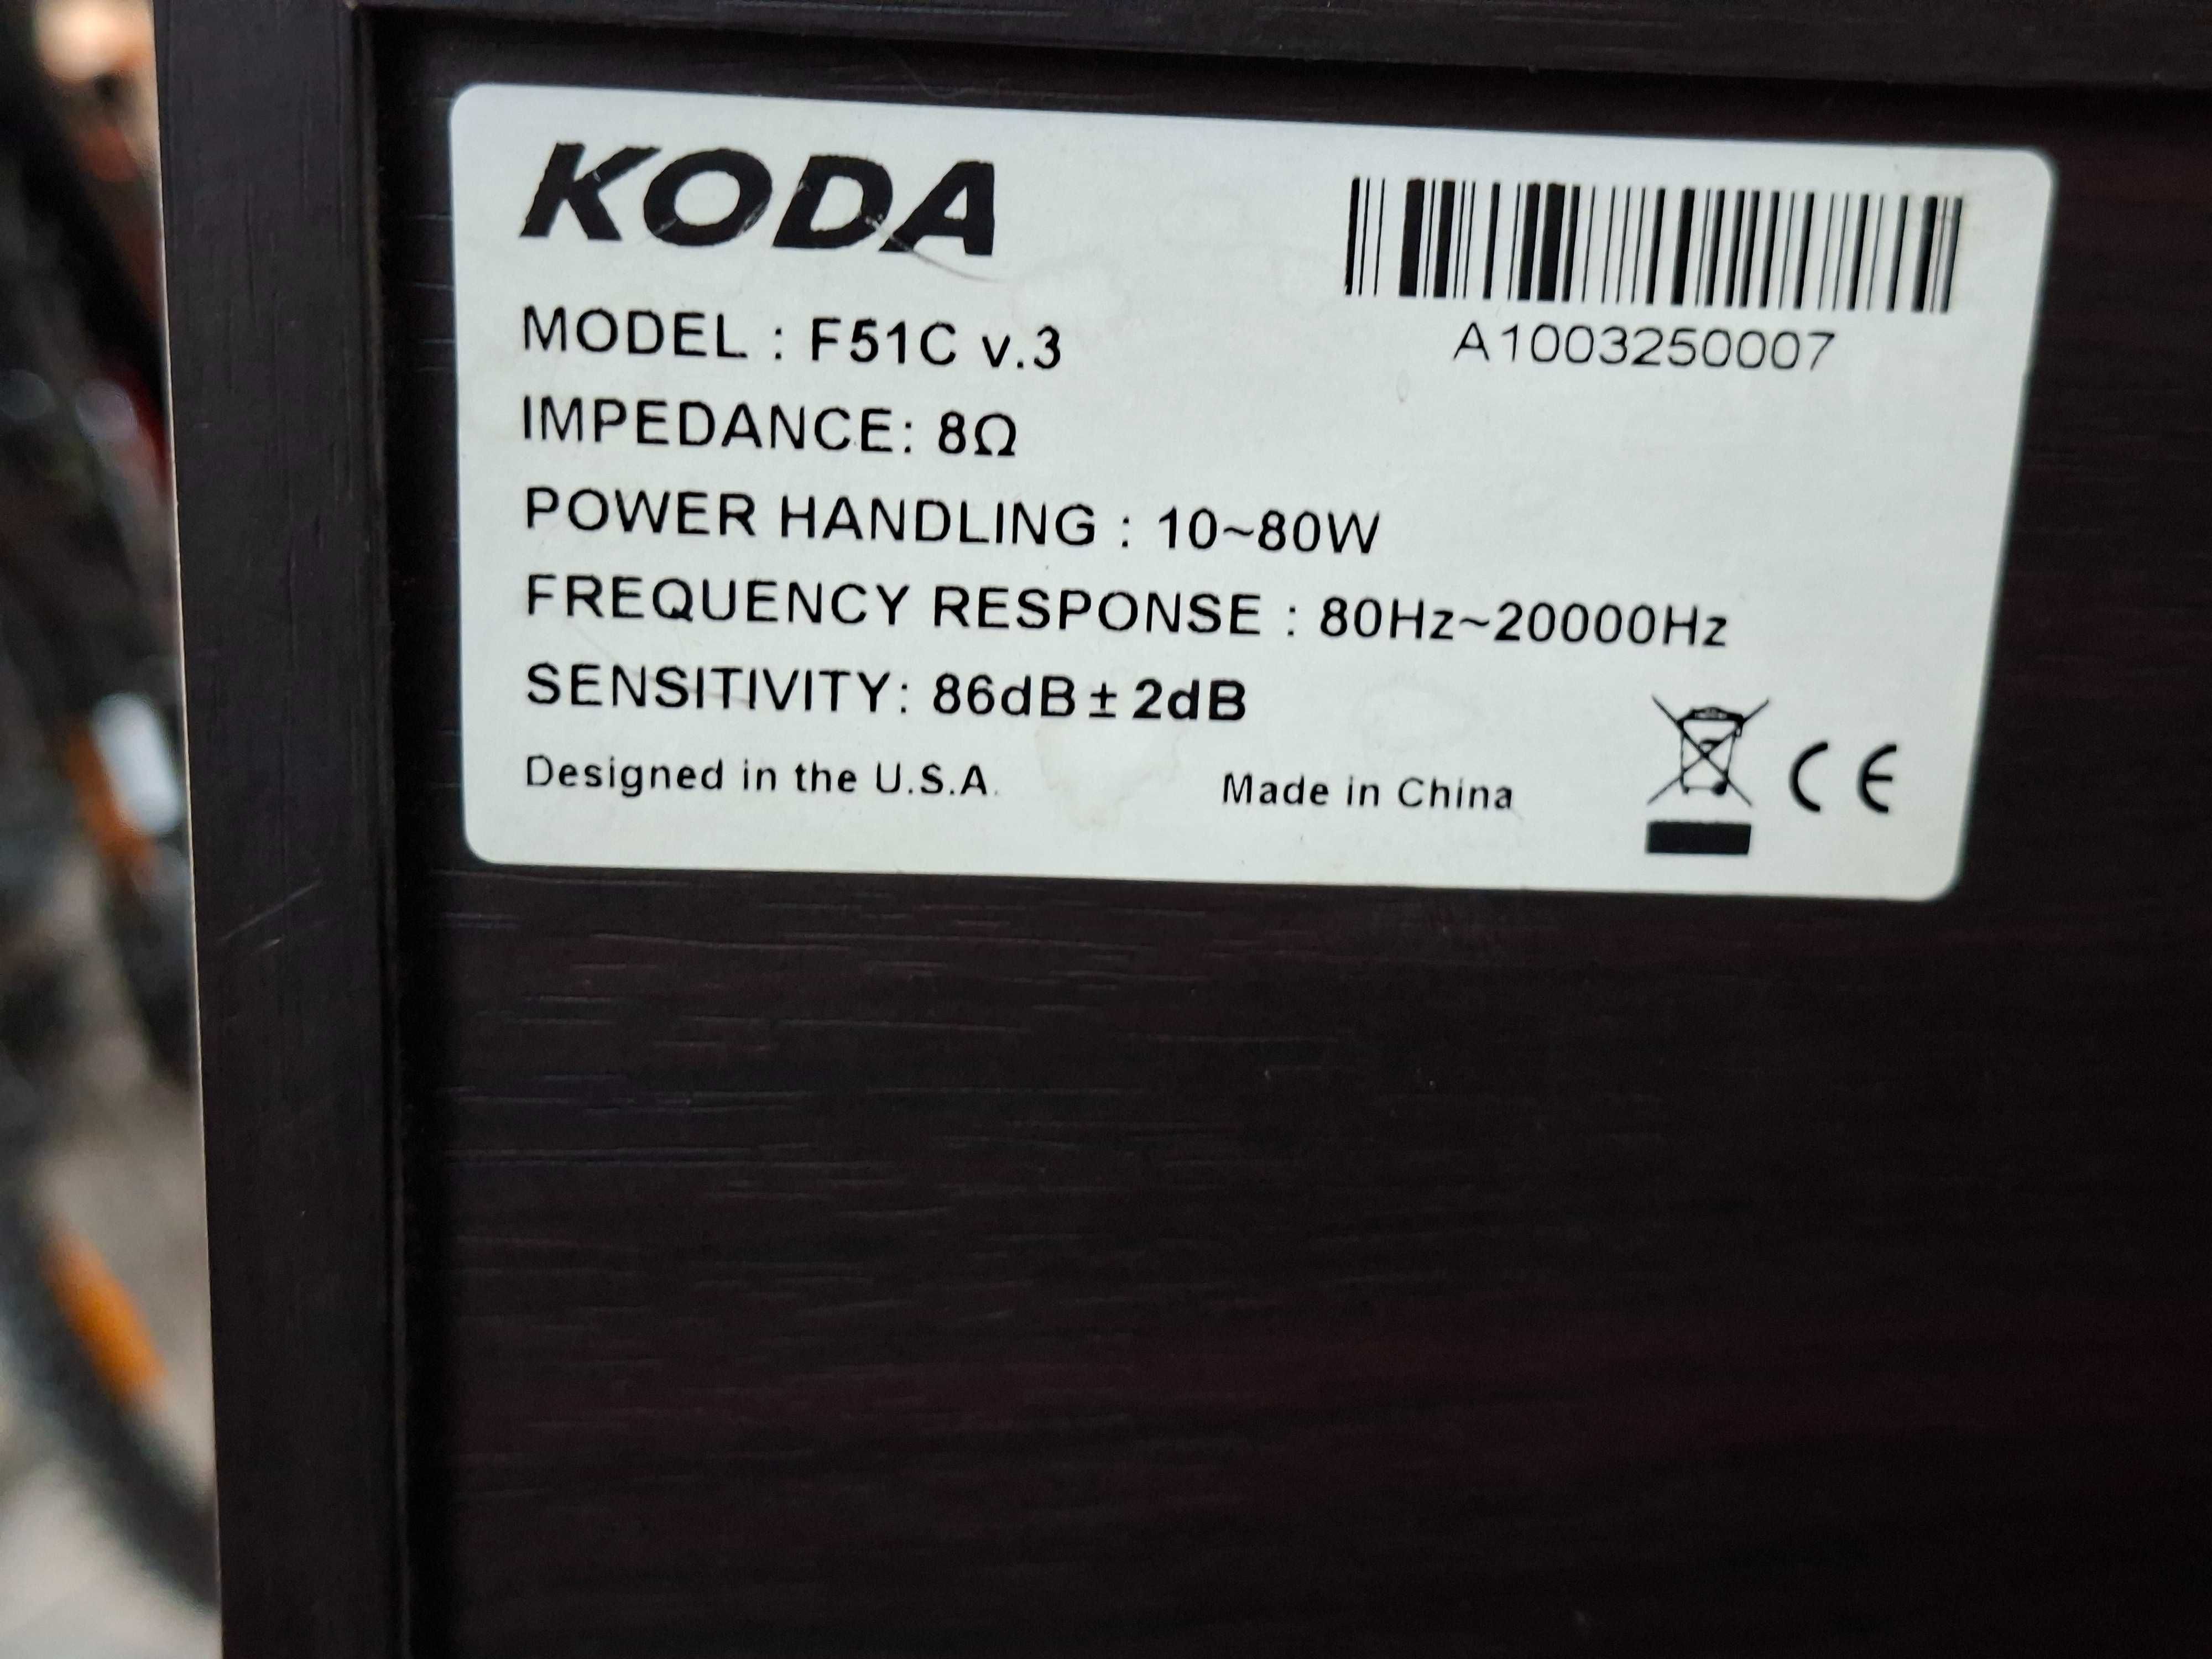 KODA
A1003250007
MODEL : F51C v.3
IMPEDANCE: 8Ω
POWER HANDLING : 10~80W
FREQUENCY RESPONSE : 80Hz~20000Hz
SENSITIVITY: 86dB ± 2dB
Designed in the U.S.A. Made in China
CE